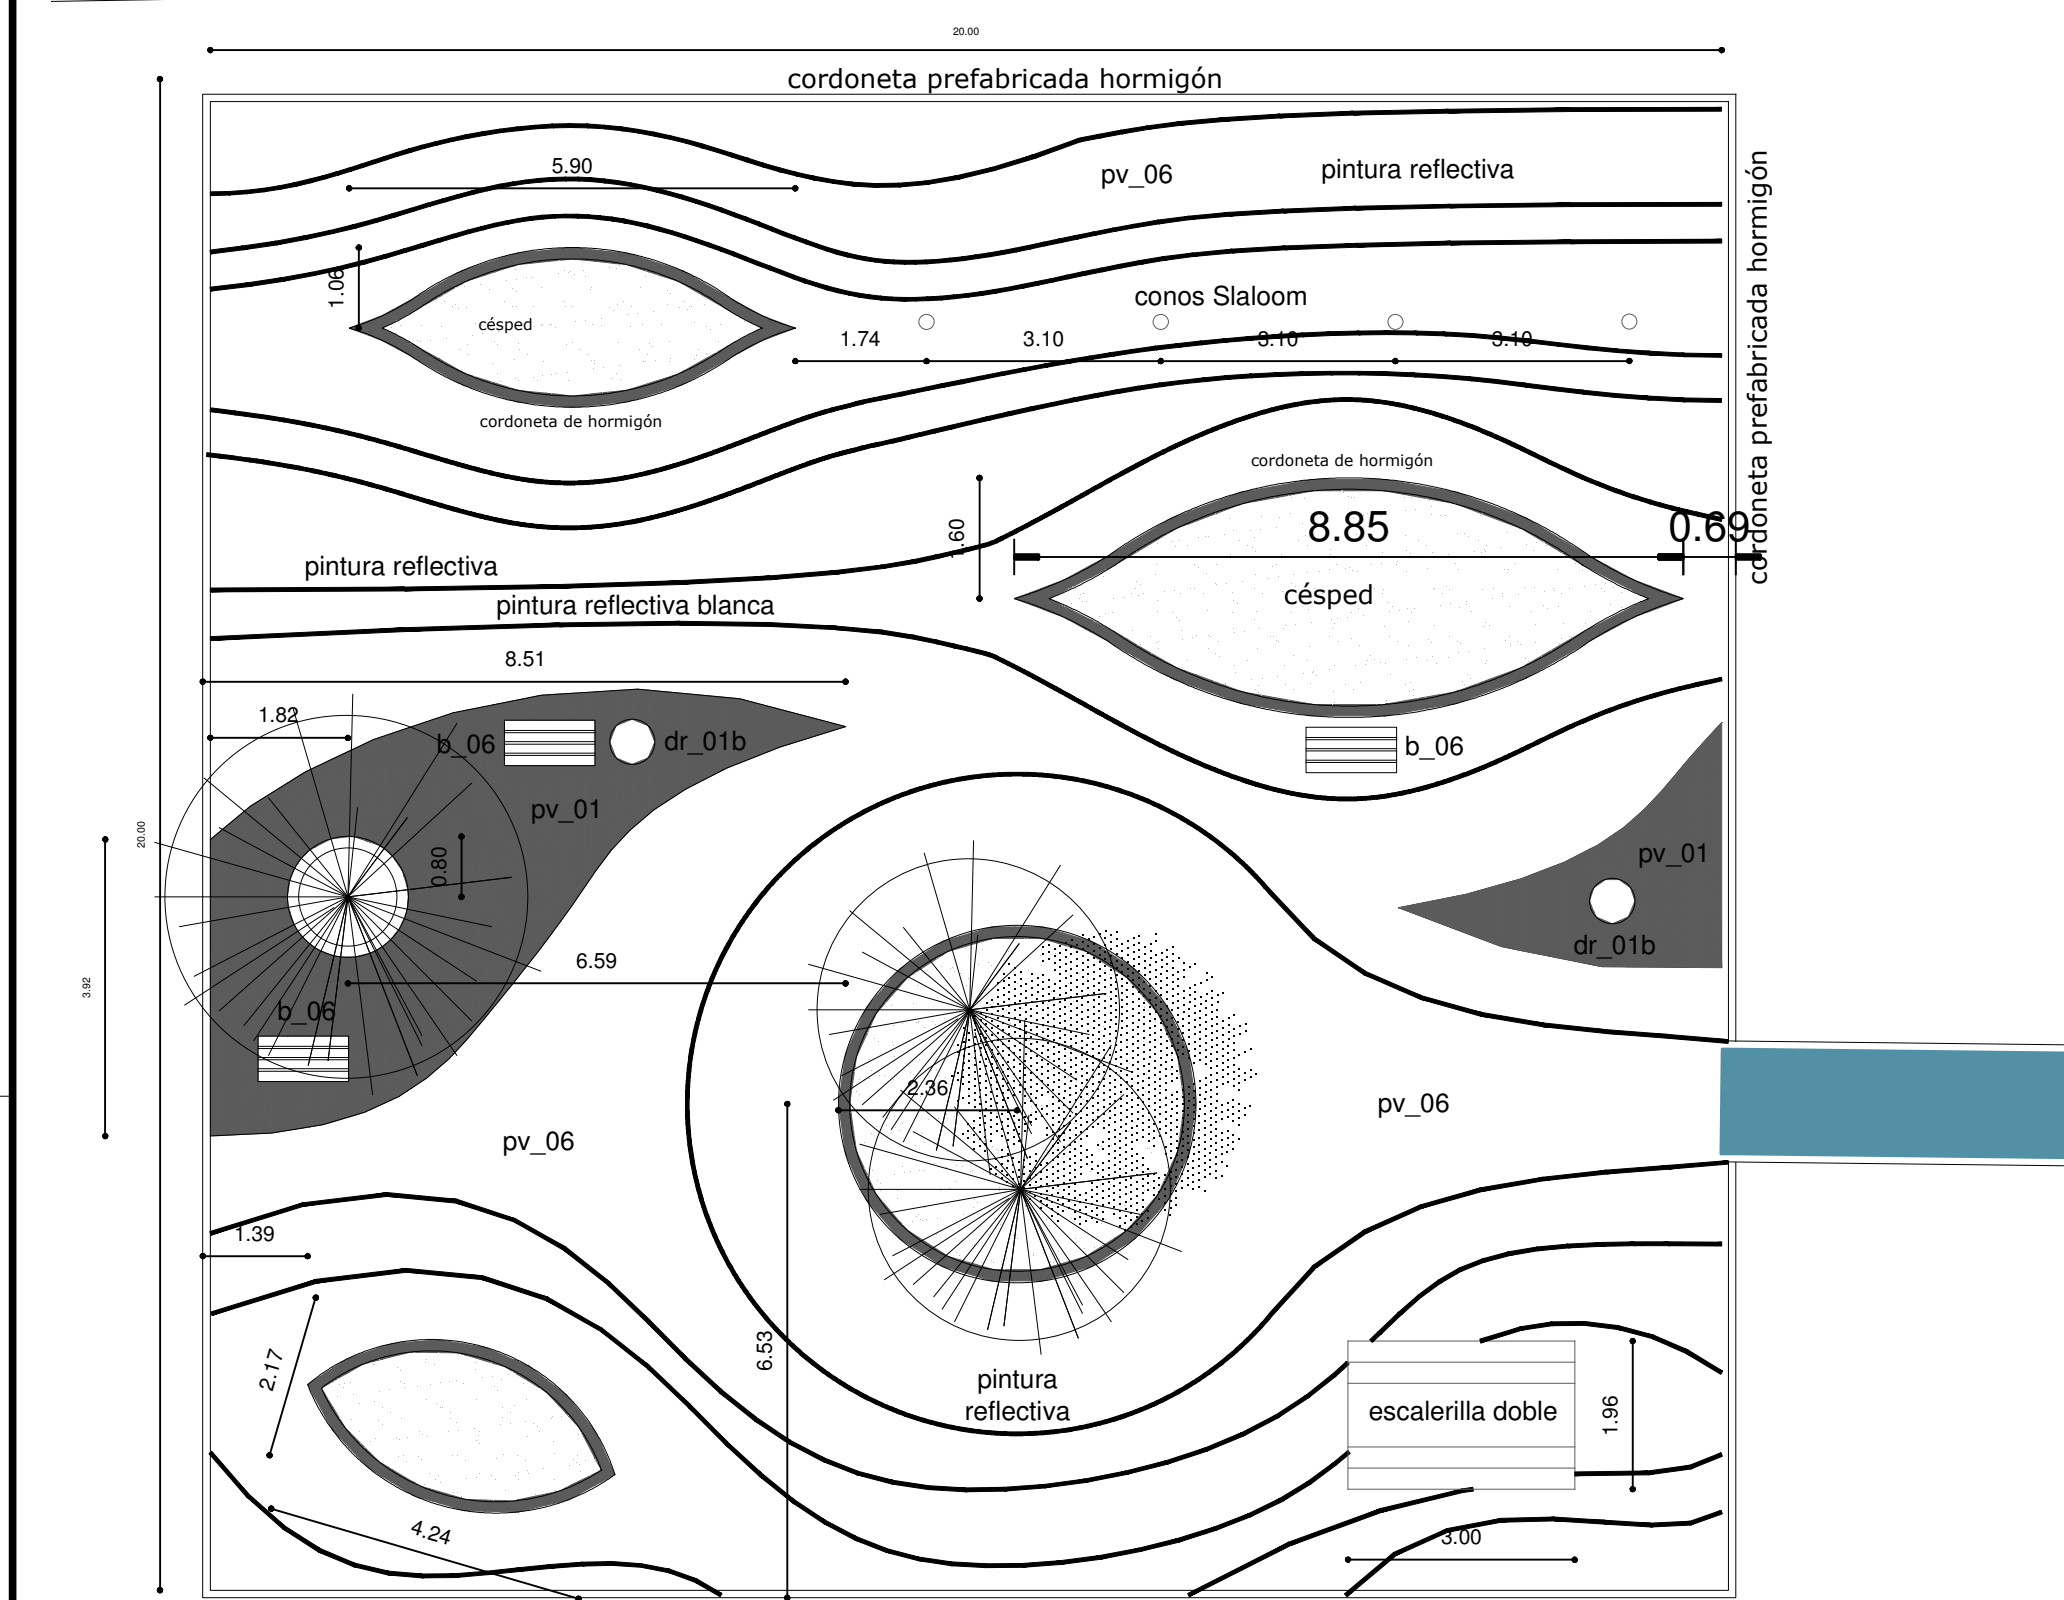 20.00
cordoneta prefabricada hormigón
5.90
pv_06
pintura reflectiva
cordoneta prefabricada hormigón
1.06
conos Slaloom
césped
1.74
3.10
3.10
3.10
cordoneta de hormigón
cordoneta de hormigón
.60
8.85
0.69
pintura reflectiva
césped
pintura reflectiva blanca
8.51
1.82
b_06
dr_01b
b_06
pv_01
20.00
0.80
pv_01
dr_01b
6.59
3.92
b_06
2.36
pv_06
pv_06
1.39
6.53
2.17
pintura
reflectiva
escalerilla doble
1.96
4.24
3.00